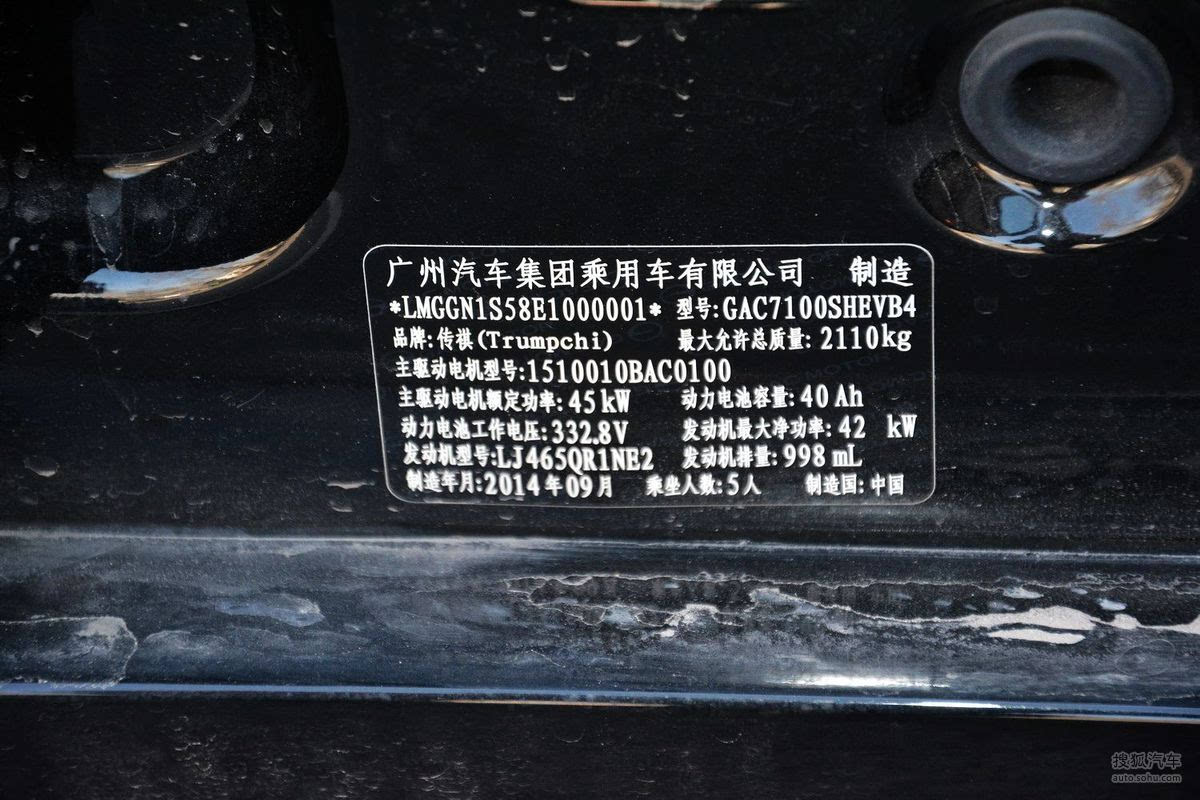 广州汽车集团乘用车有限公司 制造
*LMGGN1S58E1000001* 型号:GAC7100SHEVB4
品牌:传祺(Trumpchi) 最大允许总质量: 2110kg
主驱动电机型号:1510010BAC0100
主驱动电机额定功率:45kW 动力电池容量:40Ah
动力电池工作电压:332.8V 发动机最大净功率:42 kW
发动机型号:LJ465QR1NE2 发动机排量:998mL
制造年月:2014年09月 乘坐人数:5人 制造国:中国
搜狐汽车
auto.sohu.com